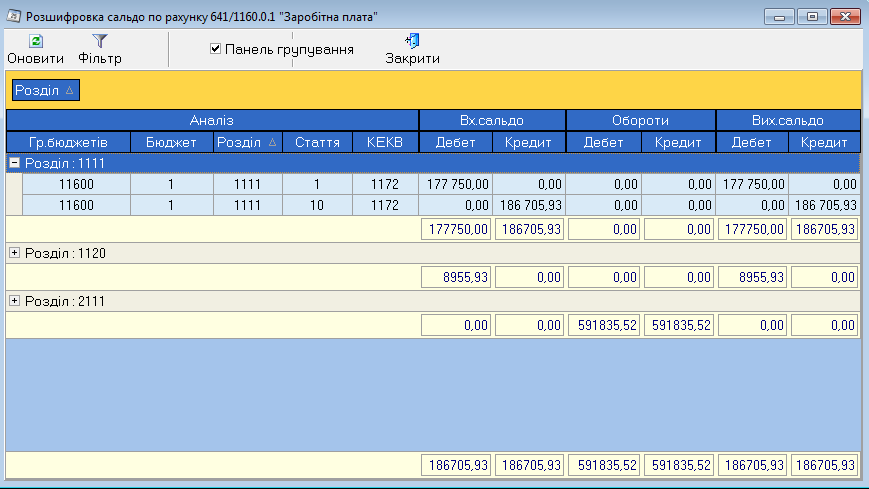 Розшифровка сальдо по рахунку 641/1160.0.1 "Заробітна плата"
Оновити Фільтр Панель групування Закрити
Розділ
Аналіз Вх.сальдо Обороти Вих.сальдо
Гр.бюджетів Бюджет Розділ Стаття КЕКВ Дебет Кредит Дебет Кредит Дебет Кредит
Розділ : 1111
11600 1 1111 1 1172 177 750,00 0,00 0,00 0,00 177 750,00 0,00
11600 1 1111 10 1172 0,00 186 705,93 0,00 0,00 0,00 186 705,93
177750,00 186705,93 0,00 0,00 177750,00 186705,93
Розділ : 1120
8955,93 0,00 0,00 0,00 8955,93 0,00
Розділ : 2111
0,00 0,00 591835,52 591835,52 0,00 0,00
186705,93 186705,93 591835,52 591835,52 186705,93 186705,93